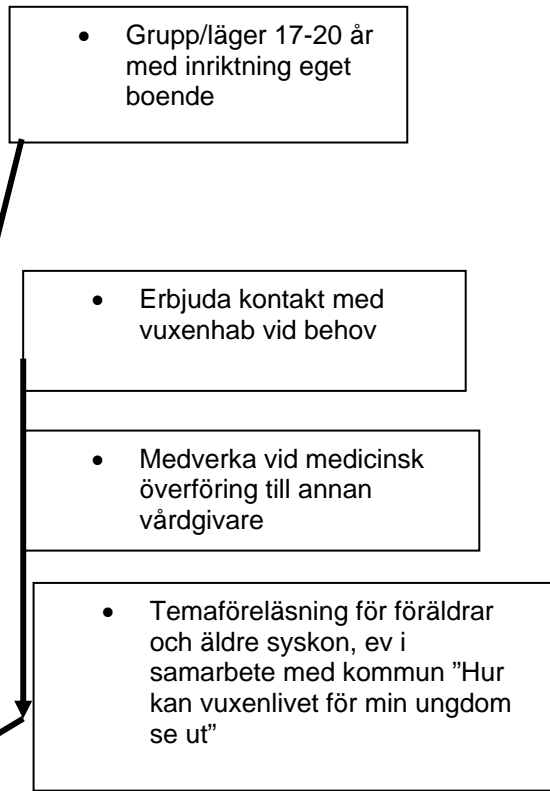 • Grupp/läger 17-20 år
med inriktning eget
boende
• Erbjuda kontakt med
vuxenhab vid behov
• Medverka vid medicinsk
överföring till annan
vårdgivare
• Temaföreläsning för föräldrar
och äldre syskon, ev i
samarbete med kommun ”Hur
kan vuxenlivet för min ungdom
se ut”